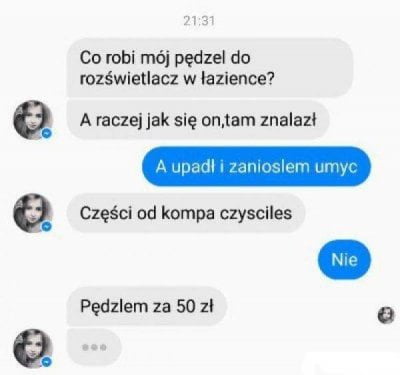 21:31
Co robi mój pędzel do
rozświetlacz w łazience?
A raczej jak się on,tam znalazł
A upadł i zanioslem umyc
Części od kompa czysciles
Nie
Pędzlem za 50 zł